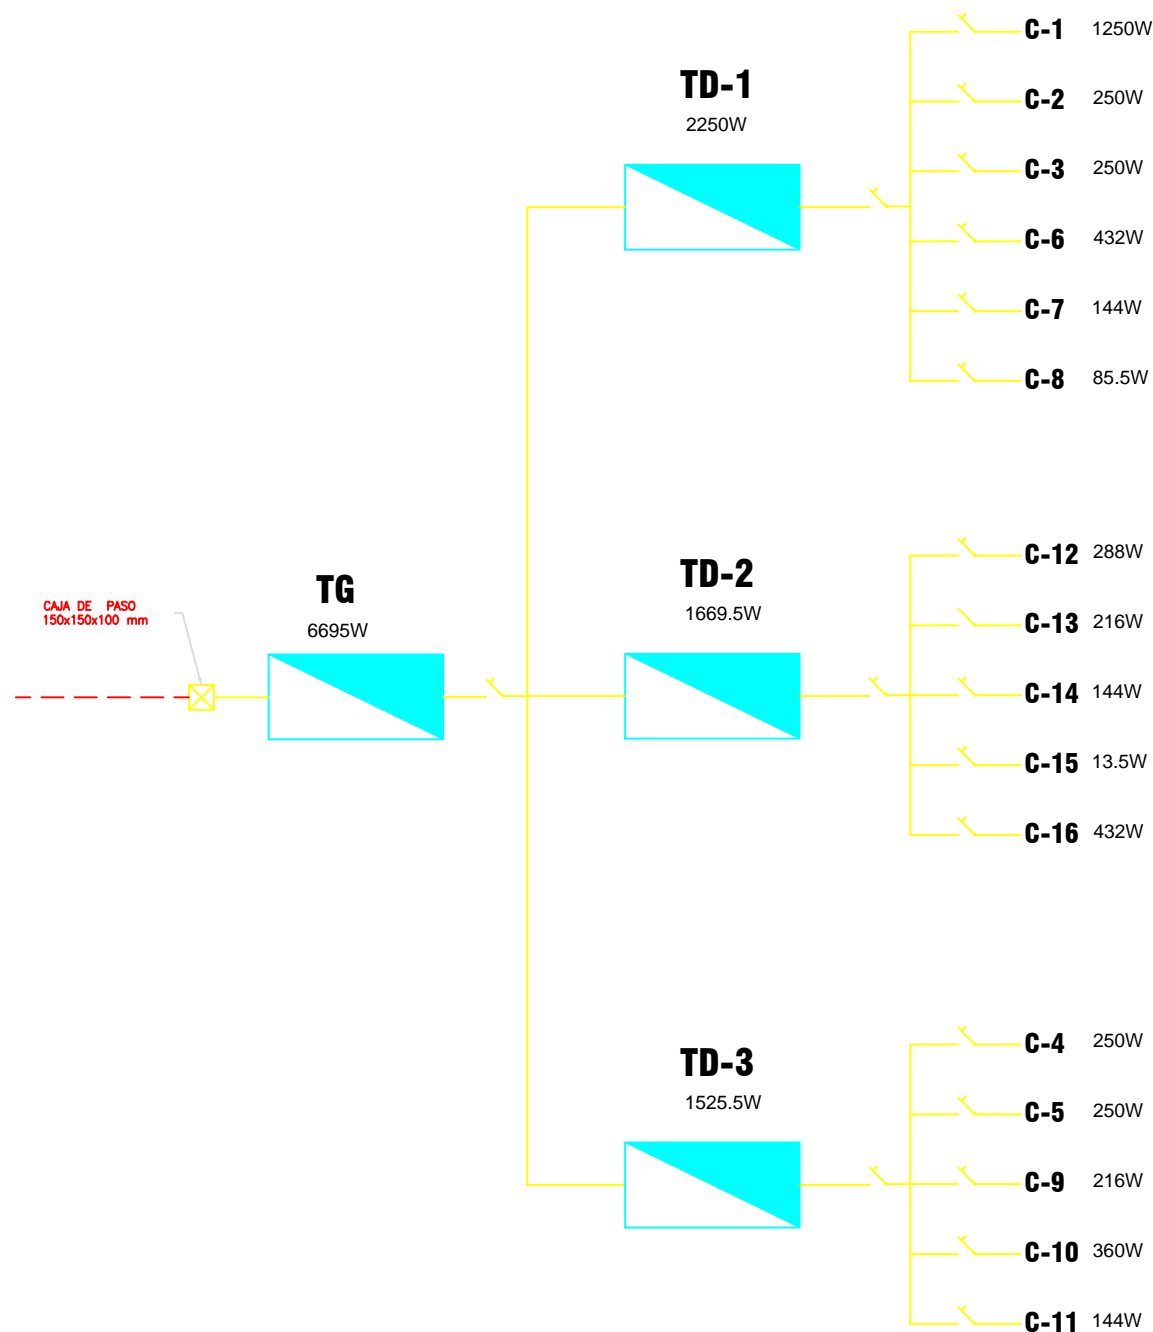 CAJA DE PASO
150x150x100 mm
TG
6695W
TD-1
2250W
C-1 1250W
C-2 250W
C-3 250W
C-6 432W
C-7 144W
C-8 85.5W
TD-2
1669.5W
C-12 288W
C-13 216W
C-14 144W
C-15 13.5W
C-16 432W
TD-3
1525.5W
C-4 250W
C-5 250W
C-9 216W
C-10 360W
C-11 144W